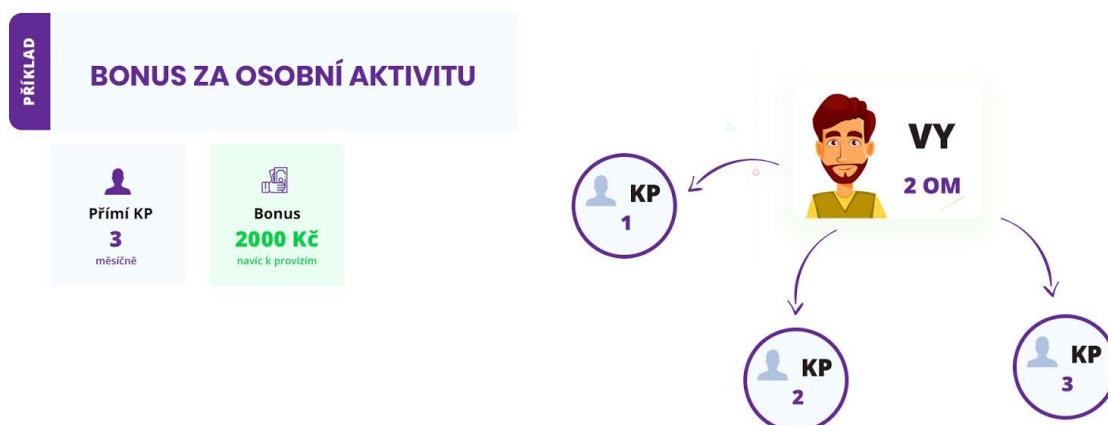 PŘÍKLAD
BONUS ZA OSOBNÍ AKTIVITU
Přímí KP
3
měsíčně
Bonus
2000 Kč
navíc k provizím
VY
2 OM
KP
1
KP
2
KP
3